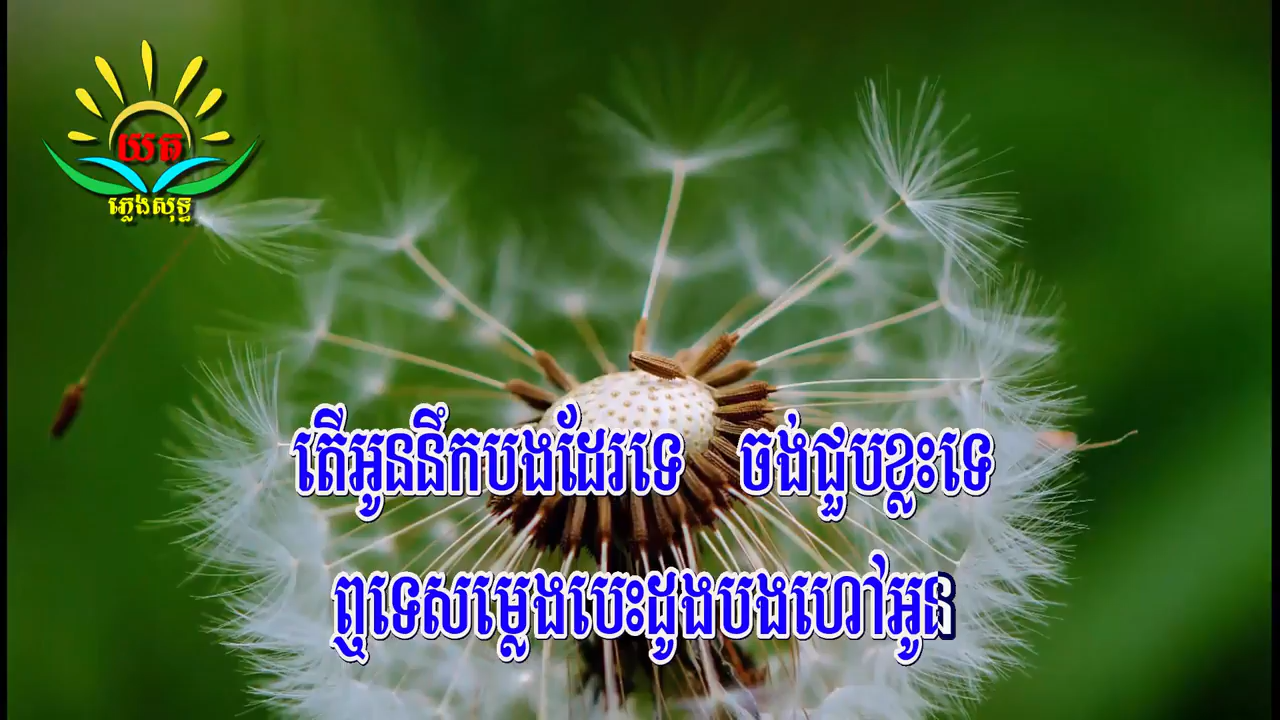 យត
ភ្លេងសុទ្ធ
តើអូននឹកបងដែរទេ ចង់ជួបខ្លះទេ
ឮទេសម្លេងបេះដូងបងហៅអូន